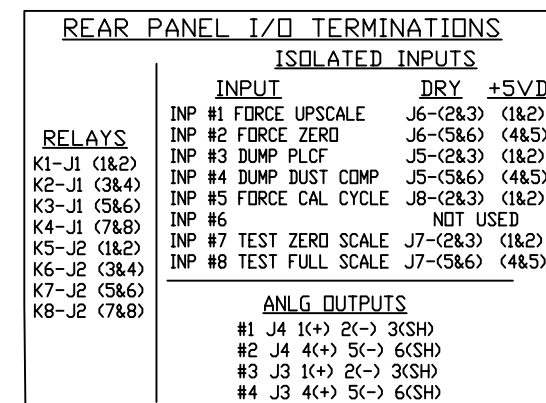 REAR PANEL I/O TERMINATIONS
RELAYS
K1-J1 (1&2)
K2-J1 (3&4)
K3-J1 (5&6)
K4-J1 (7&8)
K5-J2 (1&2)
K6-J2 (3&4)
K7-J2 (5&6)
K8-J2 (7&8)
ISOLATED INPUTS
INPUT DRY +5VD
INP #1 FORCE UPSCALE J6-(2&3) (1&2)
INP #2 FORCE ZERO J6-(5&6) (4&5)
INP #3 DUMP PLCF J5-(2&3) (1&2)
INP #4 DUMP DUST COMP J5-(5&6) (4&5)
INP #5 FORCE CAL CYCLE J8-(2&3) (1&2)
INP #6 NOT USED
INP #7 TEST ZERO SCALE J7-(2&3) (1&2)
INP #8 TEST FULL SCALE J7-(5&6) (4&5)
ANLG OUTPUTS
#1 J4 1(+) 2(-) 3(SH)
#2 J4 4(+) 5(-) 6(SH)
#3 J3 1(+) 2(-) 3(SH)
#4 J3 4(+) 5(-) 6(SH)